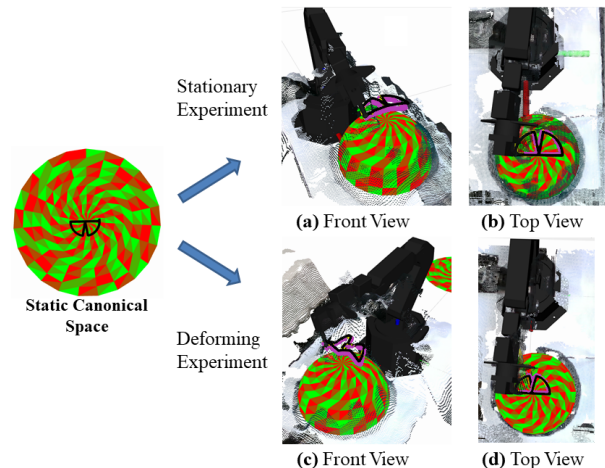 Stationary
Experiment
(a) Front View
(b) Top View
Static Canonical
Space
Deforming
Experiment
(c) Front View
(d) Top View